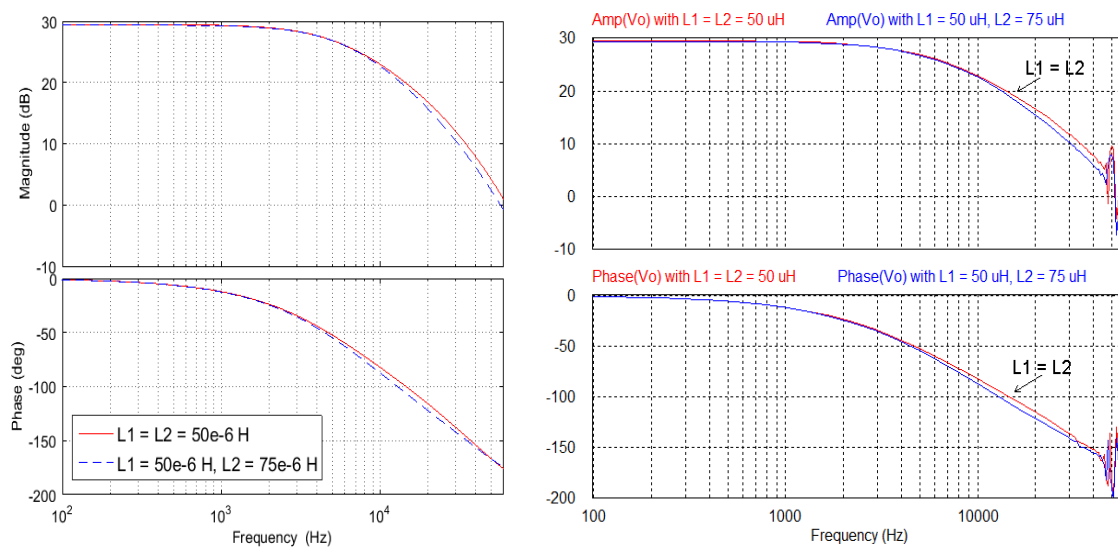 30
20
10
0
-10
Magnitude (dB)
0
-50
-100
-150
-200
Phase (deg)
L1 = L2 = 50e-6 H
L1 = 50e-6 H, L2 = 75e-6 H
10^2
10^3
10^4
Frequency (Hz)
Amp(Vo) with L1 = L2 = 50 uH
Amp(Vo) with L1 = 50 uH, L2 = 75 uH
30
20
10
0
-10
L1 = L2
Phase(Vo) with L1 = L2 = 50 uH
Phase(Vo) with L1 = 50 uH, L2 = 75 uH
0
-50
-100
-150
-200
L1 = L2
100
1000
10000
Frequency (Hz)